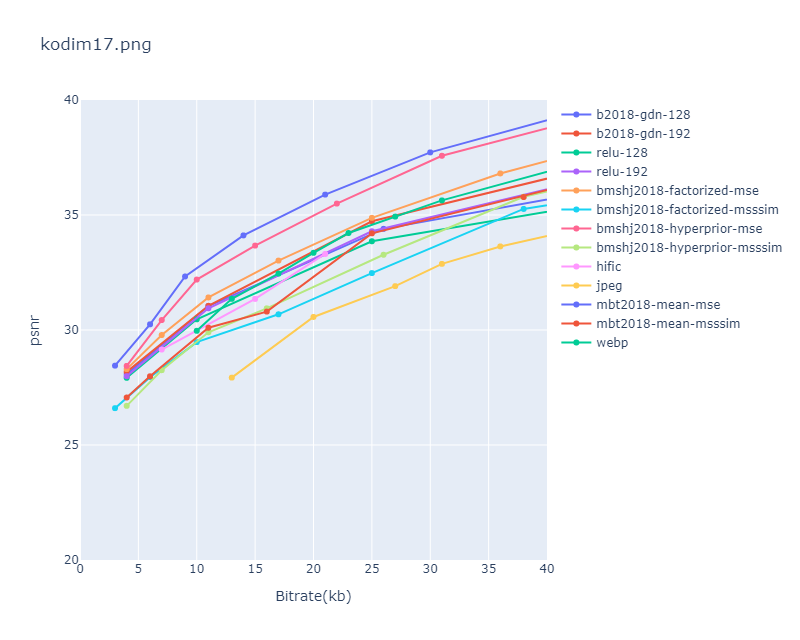 kodim17.png
40
35
30
25
20
psnr
0 5 10 15 20 25 30 35 40
Bitrate(kb)
b2018-gdn-128
b2018-gdn-192
relu-128
relu-192
bmshj2018-factorized-mse
bmshj2018-factorized-msssim
bmshj2018-hyperprior-mse
bmshj2018-hyperprior-msssim
hific
jpeg
mbt2018-mean-mse
mbt2018-mean-msssim
webp